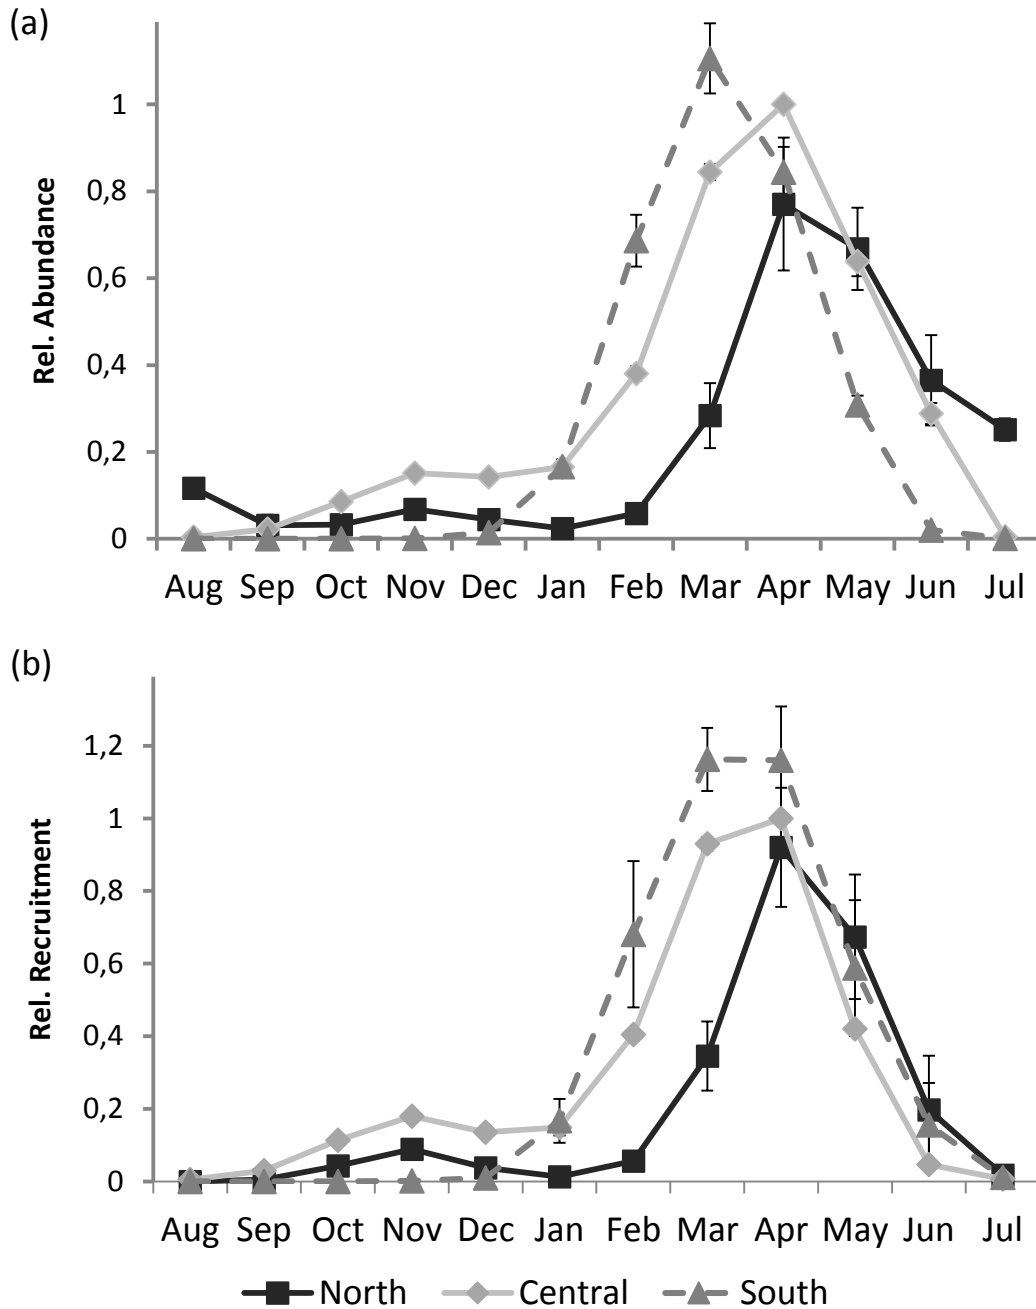 (a)
Rel. Abundance
1
0,8
0,6
0,4
0,2
0
Aug Sep Oct Nov Dec Jan Feb Mar Apr May Jun Jul
(b)
Rel. Recruitment
1,2
1
0,8
0,6
0,4
0,2
0
Aug Sep Oct Nov Dec Jan Feb Mar Apr May Jun Jul
North Central South